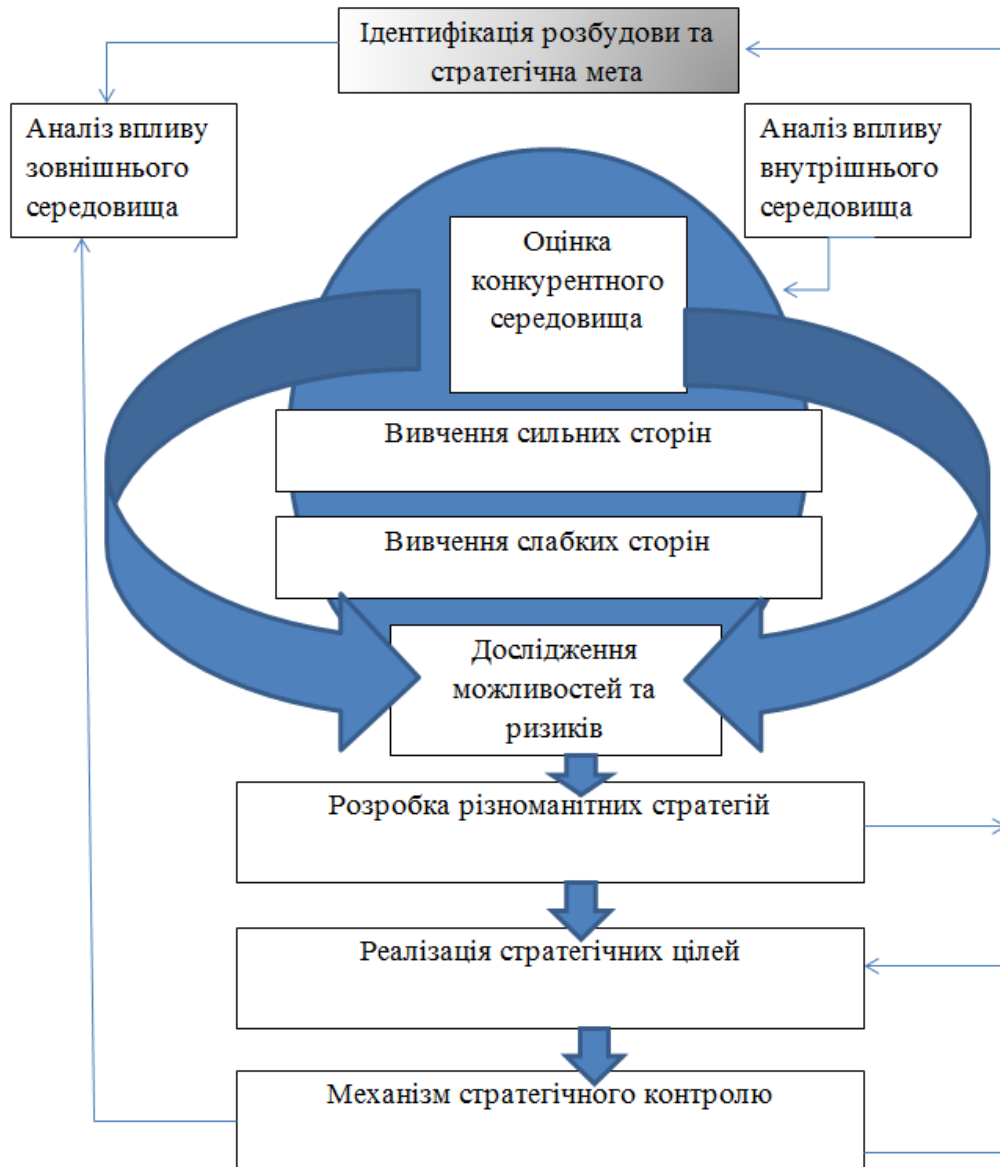 Ідентифікація розбудови та
стратегічна мета
Аналіз впливу
зовнішнього
середовища
Аналіз впливу
внутрішнього
середовища
Оцінка
конкурентного
середовища
Вивчення сильних сторін
Вивчення слабких сторін
Дослідження
можливостей та
ризиків
Розробка різноманітних стратегій
Реалізація стратегічних цілей
Механізм стратегічного контролю